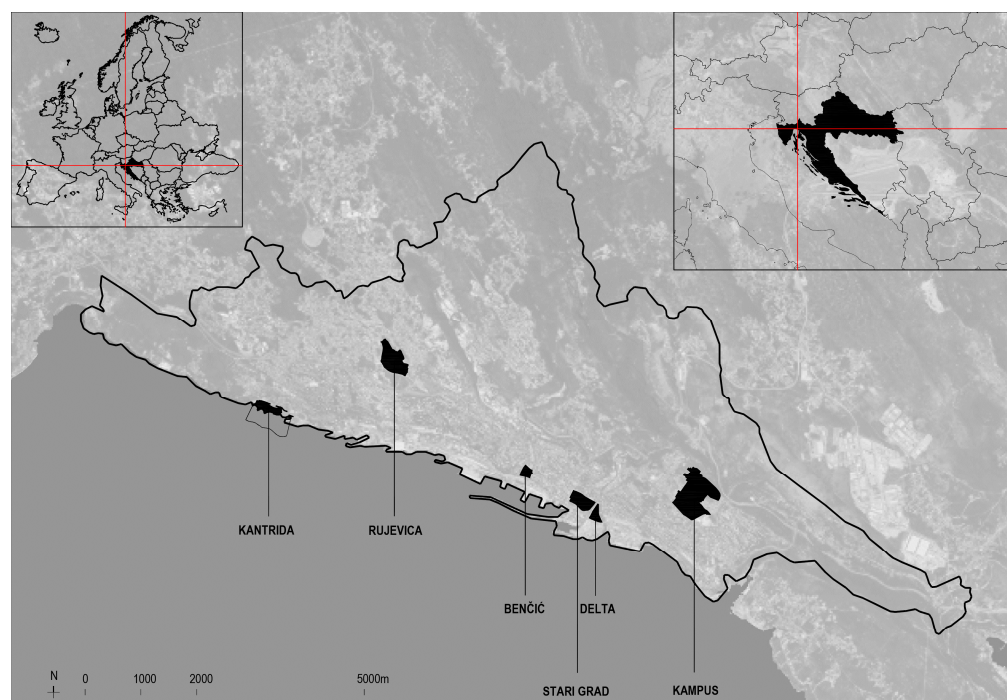 KANTRIDA
RUJEVICA
BENČIĆ
DELTA
STARI GRAD
KAMPUS
N
0
1000
2000
5000m